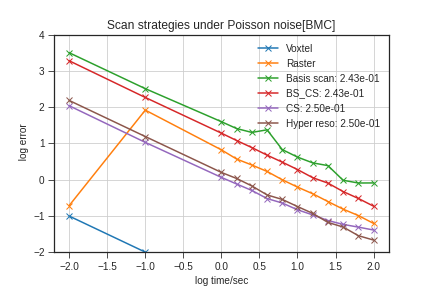 Scan strategies under Poisson noise[BMC]
4
3
2
1
0
−1
−2
log error
Voxtel
Raster
Basis scan: 2.43e-01
BS_CS: 2.43e-01
CS: 2.50e-01
Hyper reso: 2.50e-01
−2.0 −1.5 −1.0 −0.5 0.0 0.5 1.0 1.5 2.0
log time/sec